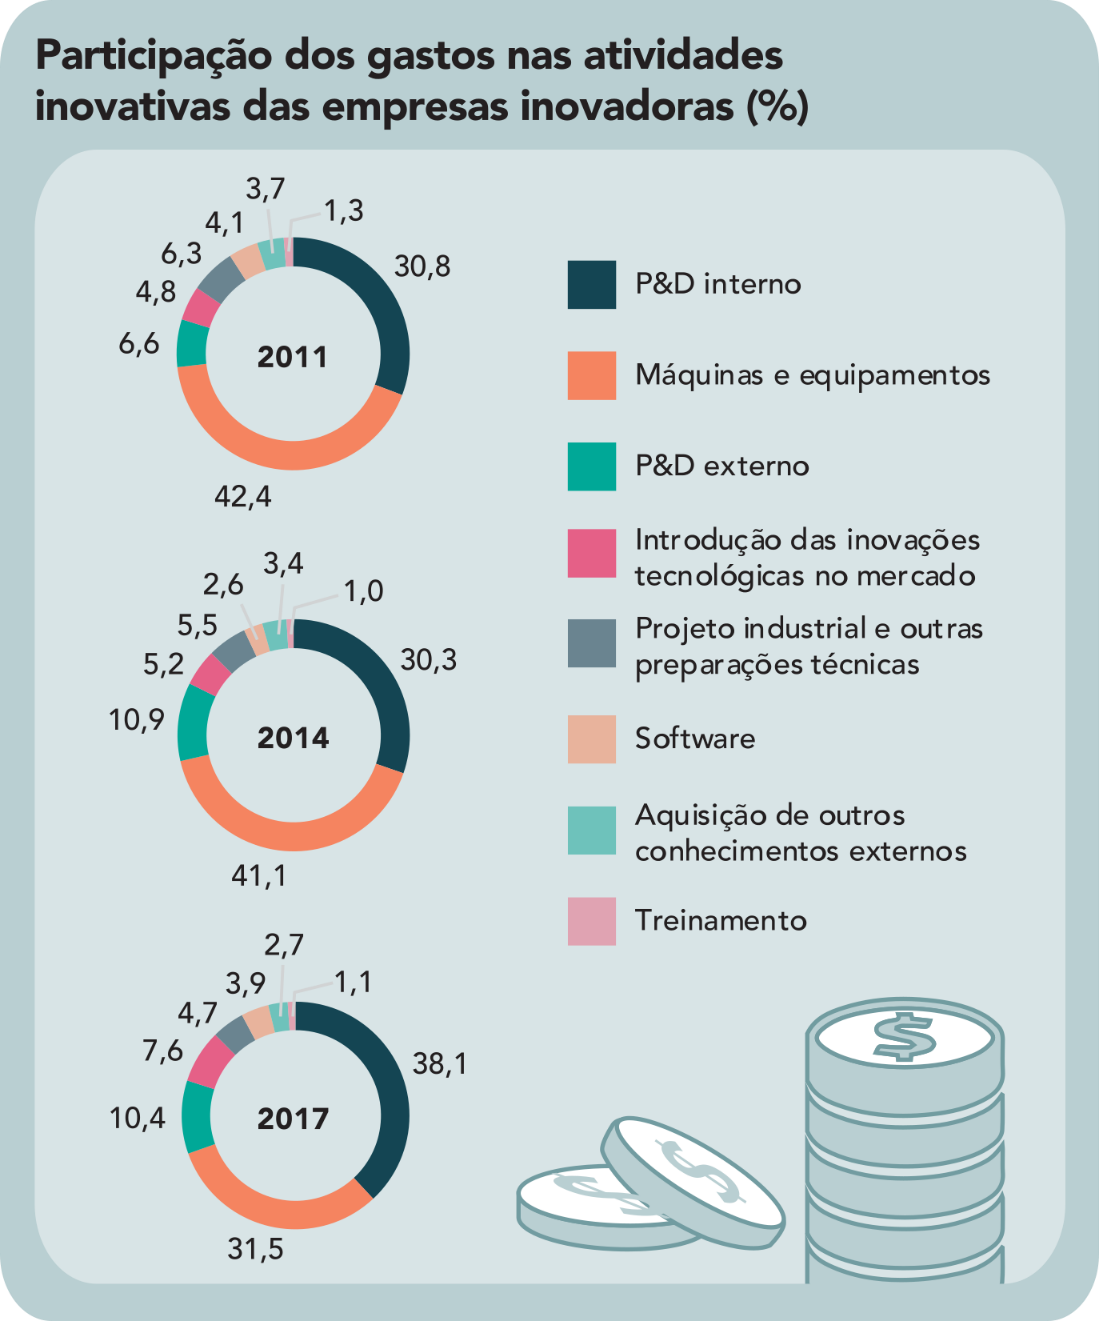 Participação dos gastos nas atividades
inovativas das empresas inovadoras (%)
3,7
1,3
4,1
6,3
30,8
4,8
6,6
2011
42,4
3,4
2,6
1,0
5,5
5,2
30,3
10,9
2014
41,1
2,7
3,9
1,1
4,7
7,6
38,1
10,4
2017
31,5
P&D interno
Máquinas e equipamentos
P&D externo
Introdução das inovações
tecnológicas no mercado
Projeto industrial e outras
preparações técnicas
Software
Aquisição de outros
conhecimentos externos
Treinamento
$
$
$